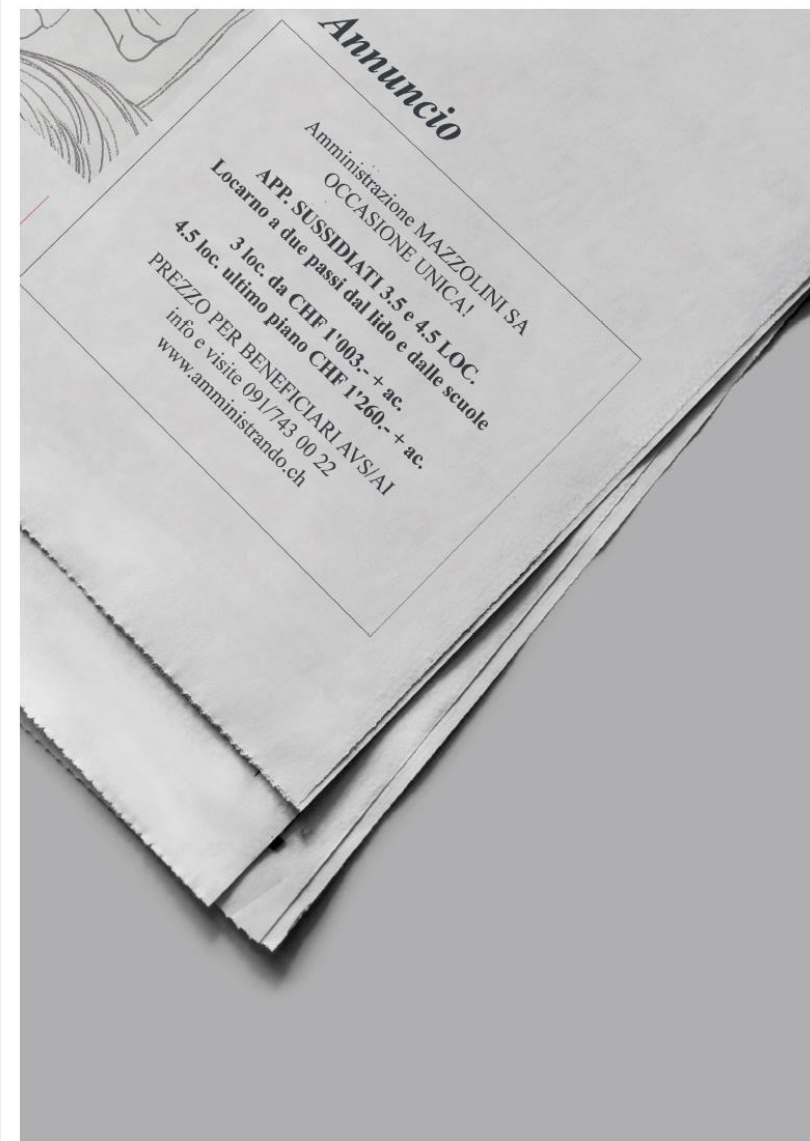 Annuncio
Amministrazione MAZZOLINI SA
OCCASIONE UNICA!
APP. SUSSIDIATI 3.5 e 4.5 LOC.
Locarno a due passi dal lido e dalle scuole
3 loc. da CHF 1'003.- + ac.
4.5 loc. ultimo piano CHF 1'260.- + ac.
PREZZO PER BENEFICIARI AVS/AI
info e visite 091/743 00 22
www.amministrando.ch